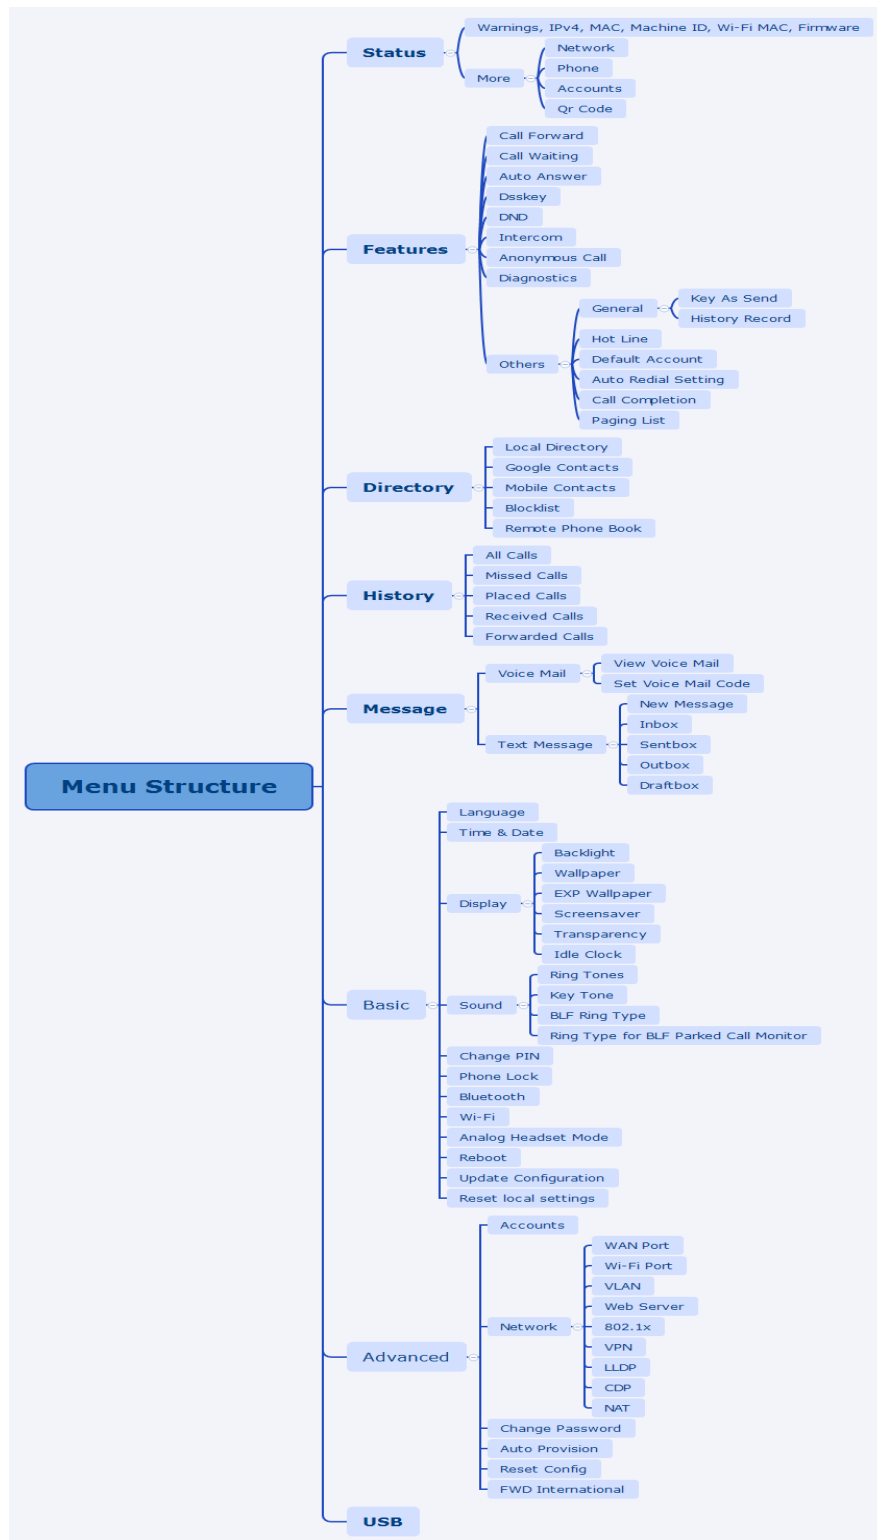 Menu Structure
Status
Warnings, IPv4, MAC, Machine ID, Wi-Fi MAC, Firmware
More
Network
Phone
Accounts
Qr Code
Features
Call Forward
Call Waiting
Auto Answer
Dsskey
DND
Intercom
Anonymous Call
Diagnostics
Others
General
Key As Send
History Record
Hot Line
Default Account
Auto Redial Setting
Call Completion
Paging List
Directory
Local Directory
Google Contacts
Mobile Contacts
Blocklist
Remote Phone Book
History
All Calls
Missed Calls
Placed Calls
Received Calls
Forwarded Calls
Message
Voice Mail
View Voice Mail
Set Voice Mail Code
Text Message
New Message
Inbox
Sentbox
Outbox
Draftbox
Basic
Language
Time & Date
Display
Backlight
Wallpaper
EXP Wallpaper
Screensaver
Transparency
Idle Clock
Sound
Ring Tones
Key Tone
BLF Ring Type
Ring Type for BLF Parked Call Monitor
Change PIN
Phone Lock
Bluetooth
Wi-Fi
Analog Headset Mode
Reboot
Update Configuration
Reset local settings
Advanced
Accounts
Network
WAN Port
Wi-Fi Port
VLAN
Web Server
802.1x
VPN
LLDP
CDP
NAT
Change Password
Auto Provision
Reset Config
FWD International
USB